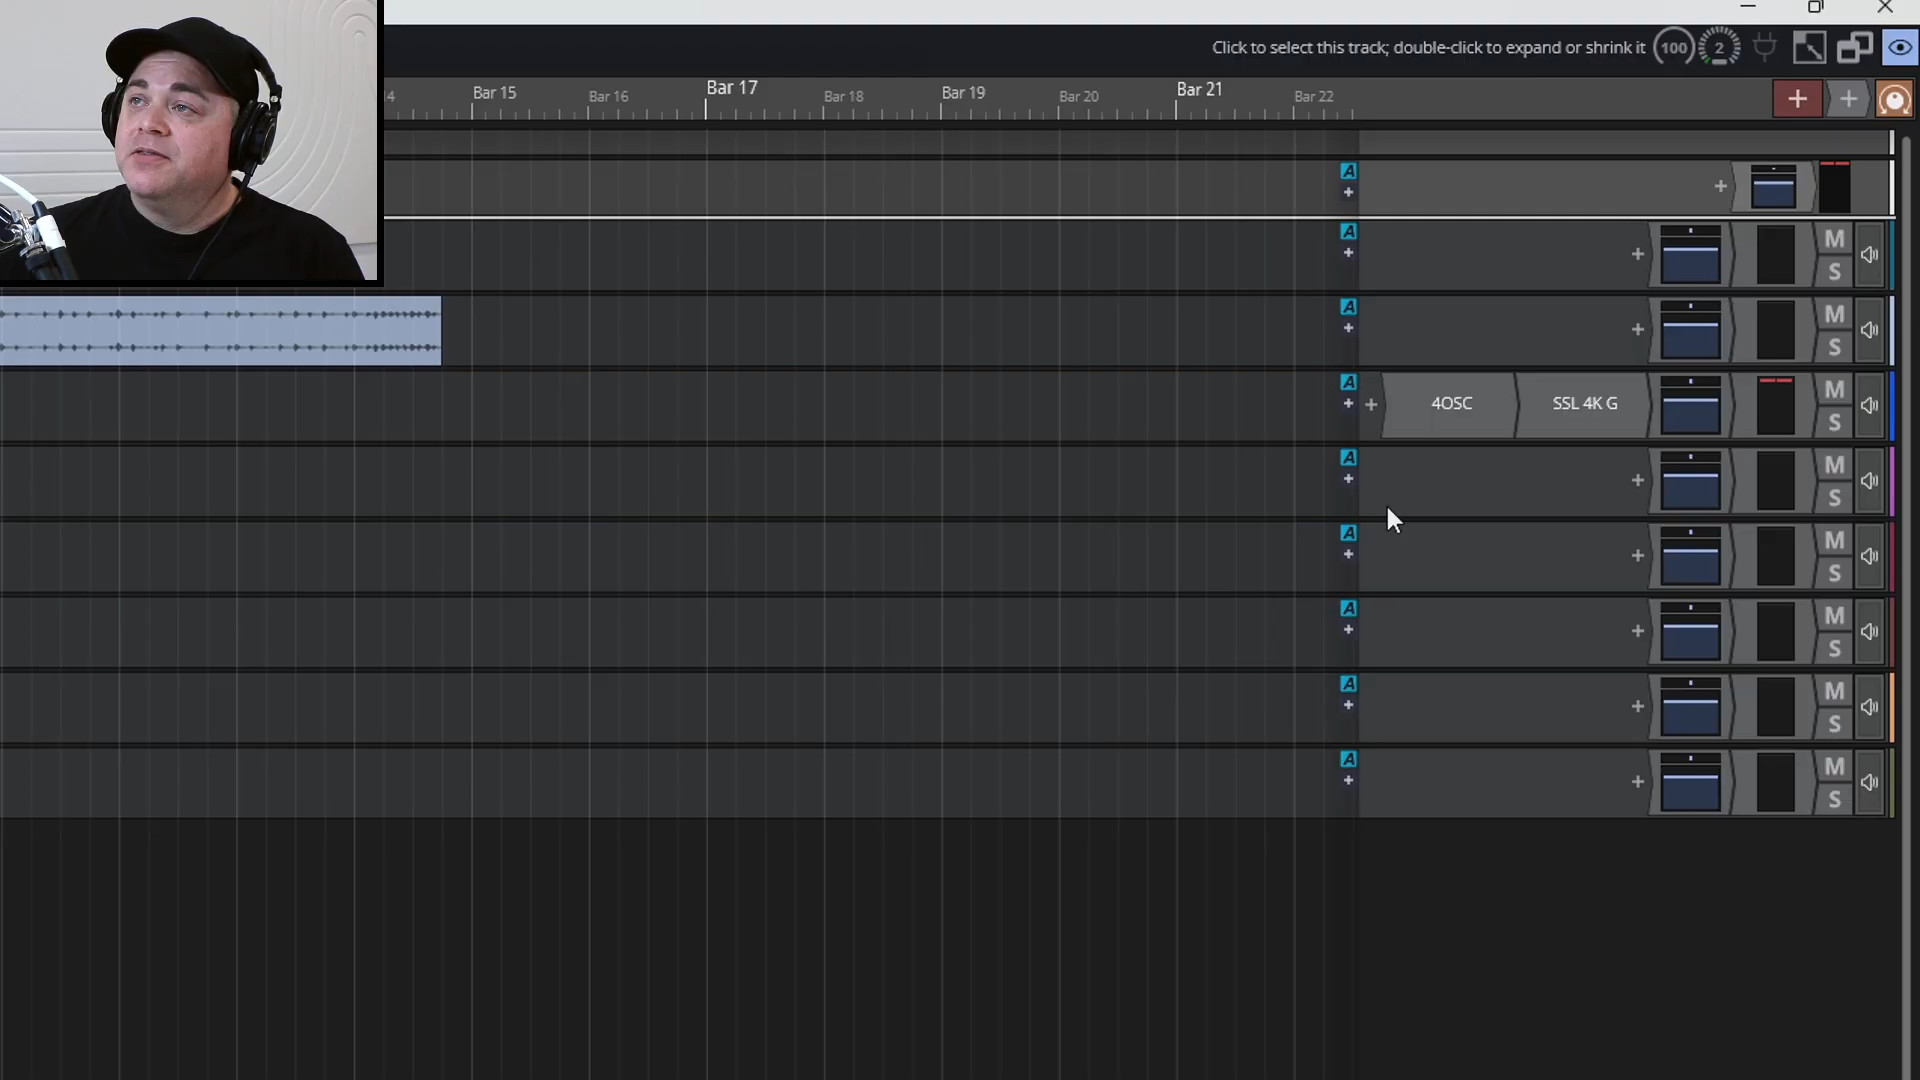 Click to select this track; double-click to expand or shrink it
100
2
4
Bar 15
Bar 16
Bar 17
Bar 18
Bar 19
Bar 20
Bar 21
Bar 22
+
+
A
+
+
A
+
+
M
S
A
+
+
M
S
A
+
+
4OSC
SSL 4K G
M
S
A
+
+
M
S
A
+
+
M
S
A
+
+
M
S
A
+
+
M
S
A
+
+
M
S